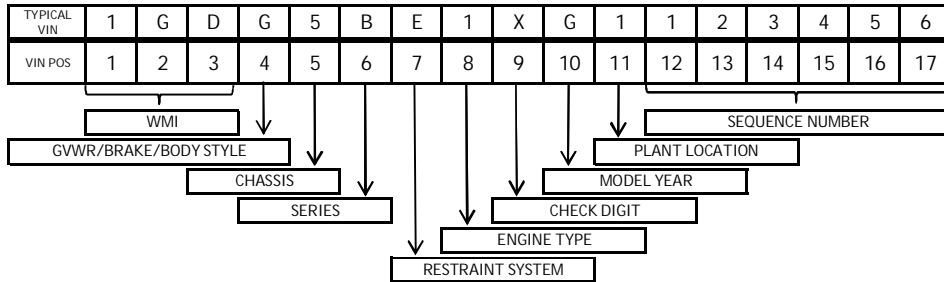 TYPICAL VIN 1 G D G 5 B E 1 X G 1 1 2 3 4 5 6
VIN POS 1 2 3 4 5 6 7 8 9 10 11 12 13 14 15 16 17
WMI SEQUENCE NUMBER
GVWR/BRAKE/BODY STYLE PLANT LOCATION
CHASSIS MODEL YEAR
SERIES CHECK DIGIT
ENGINE TYPE
RESTRAINT SYSTEM